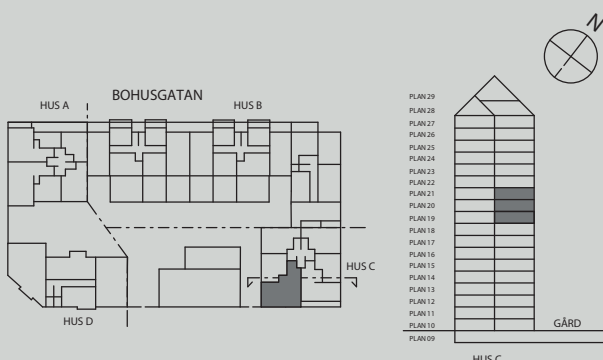 N
BOHUSGATAN
HUS A
HUS B
HUS C
HUS D
PLAN 29
PLAN 28
PLAN 27
PLAN 26
PLAN 25
PLAN 24
PLAN 23
PLAN 22
PLAN 21
PLAN 20
PLAN 19
PLAN 18
PLAN 17
PLAN 16
PLAN 15
PLAN 14
PLAN 13
PLAN 12
PLAN 11
PLAN 10
GÅRD
PLAN 09
HUS C